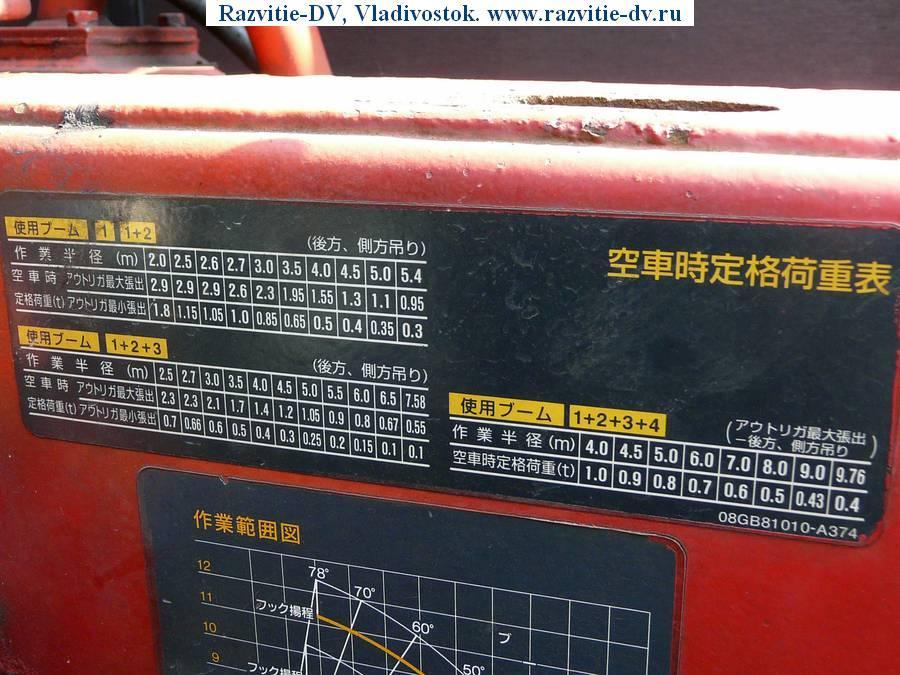 Razvitie-DV, Vladivostok. www.razvitie-dv.ru
空車時定格荷重表
使用ブーム 1 1+2 (後方、側方吊り)
作業半径(m) 2.0 2.5 2.6 2.7 3.0 3.5 4.0 4.5 5.0 5.4
空車時 アウトリガ最大張出 2.9 2.9 2.9 2.6 2.3 1.95 1.55 1.3 1.1 0.95
定格荷重(t) アウトリガ最小張出 1.8 1.15 1.05 1.0 0.85 0.65 0.5 0.4 0.35 0.3
使用ブーム 1+2+3 (後方、側方吊り)
作業半径(m) 2.5 2.7 3.0 3.5 4.0 4.5 5.0 5.5 6.0 6.5 7.58
空車時 アウトリガ最大張出 2.3 2.3 2.1 1.7 1.4 1.2 1.05 0.9 0.8 0.67 0.55
定格荷重(t) アウトリガ最小張出 0.7 0.66 0.6 0.5 0.4 0.3 0.25 0.2 0.15 0.1 0.1
使用ブーム 1+2+3+4 (アウトリガ最大張出
ー後方、側方吊り)
作業半径(m) 4.0 4.5 5.0 6.0 7.0 8.0 9.0 9.76
空車時定格荷重(t) 1.0 0.9 0.8 0.7 0.6 0.5 0.43 0.4
08GB81010-A374
作業範囲図
12
78°
70°
11
フック揚程
60°
10
ブ
ー
9
フック揚程
50°